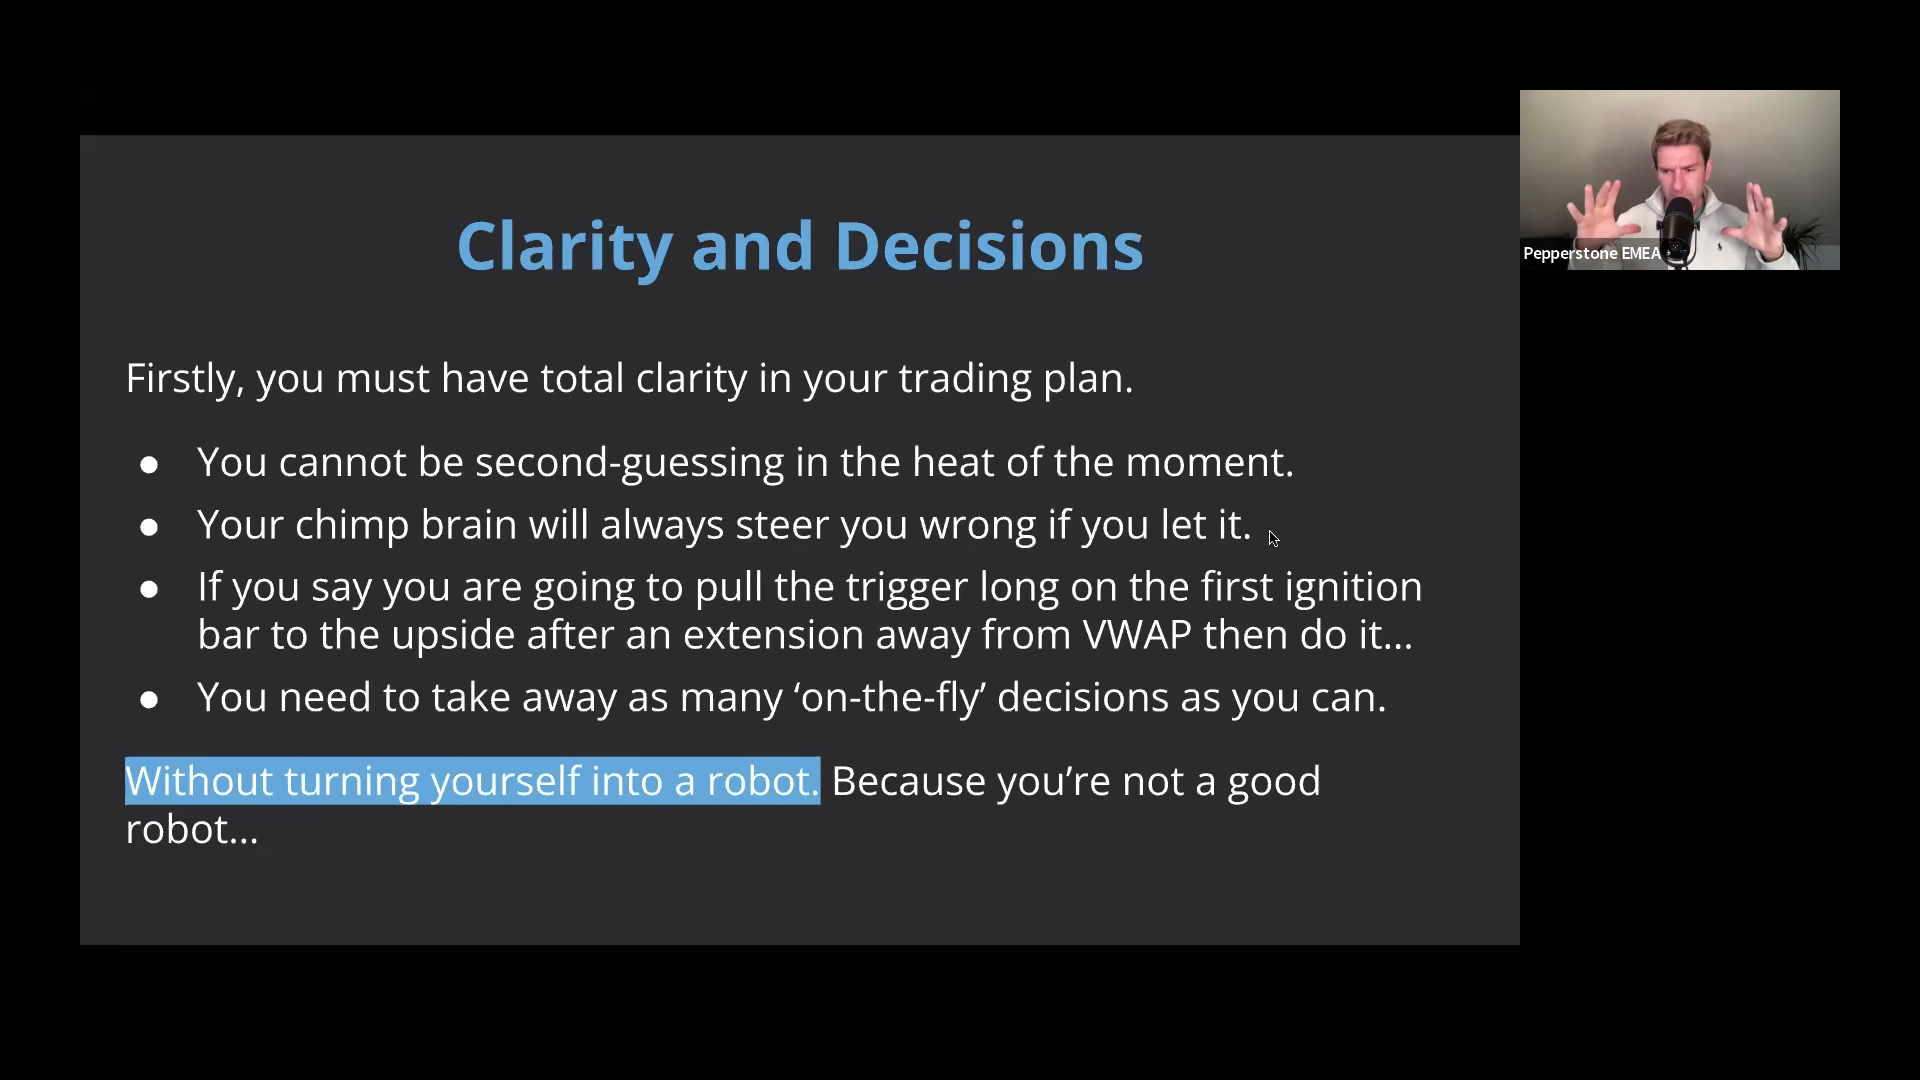 Clarity and Decisions
Pepperstone EMEA
Firstly, you must have total clarity in your trading plan.
● You cannot be second-guessing in the heat of the moment.
● Your chimp brain will always steer you wrong if you let it.
● If you say you are going to pull the trigger long on the first ignition
bar to the upside after an extension away from VWAP then do it...
● You need to take away as many ‘on-the-fly’ decisions as you can.
Without turning yourself into a robot. Because you’re not a good
robot...